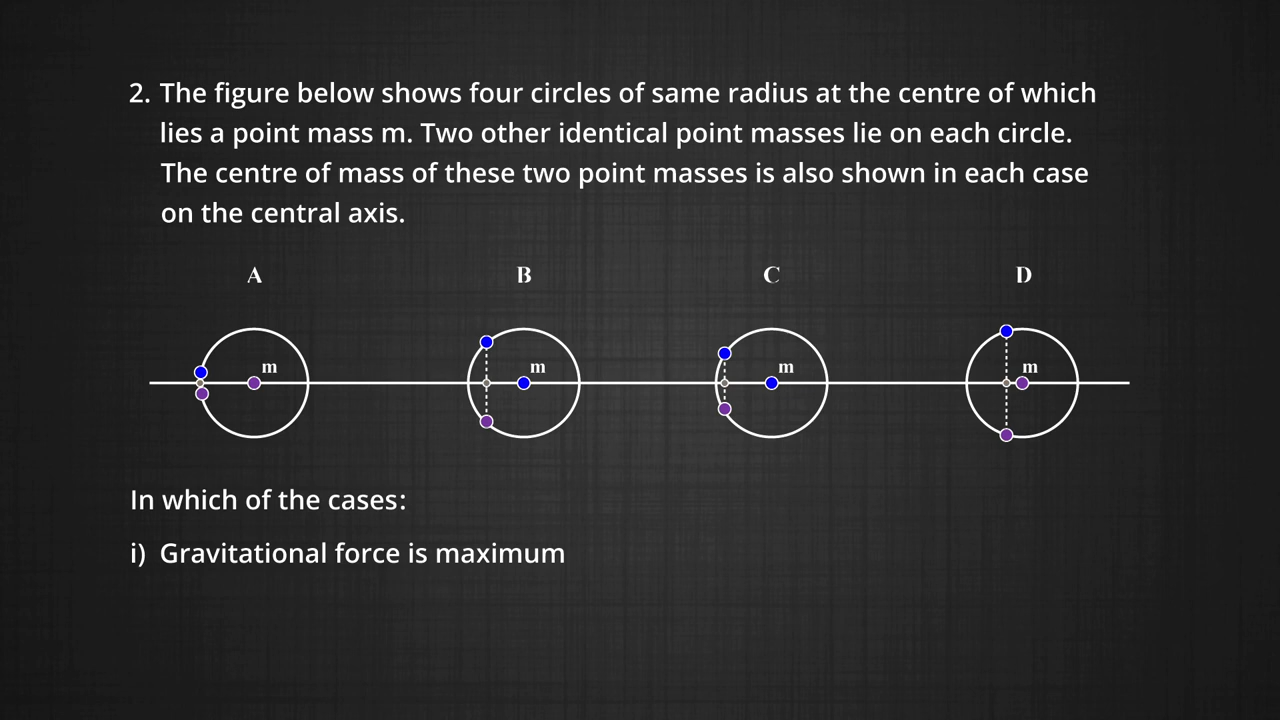 2. The figure below shows four circles of same radius at the centre of which
lies a point mass m. Two other identical point masses lie on each circle.
The centre of mass of these two point masses is also shown in each case
on the central axis.
A B C D
m m m m
In which of the cases:
i) Gravitational force is maximum